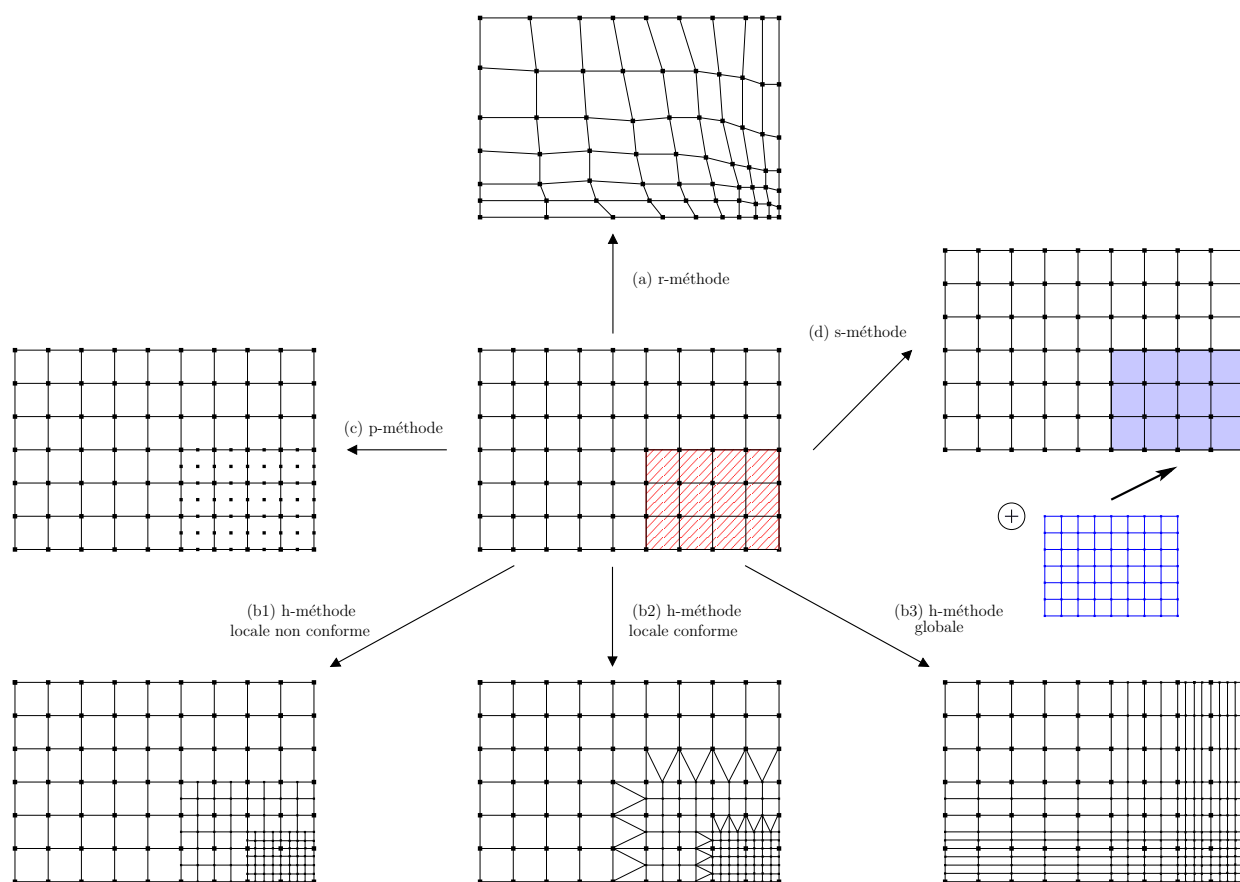 (a) r-méthode
(d) s-méthode
(c) p-méthode
(b1) h-méthode
locale non conforme
(b2) h-méthode
locale conforme
(b3) h-méthode
globale